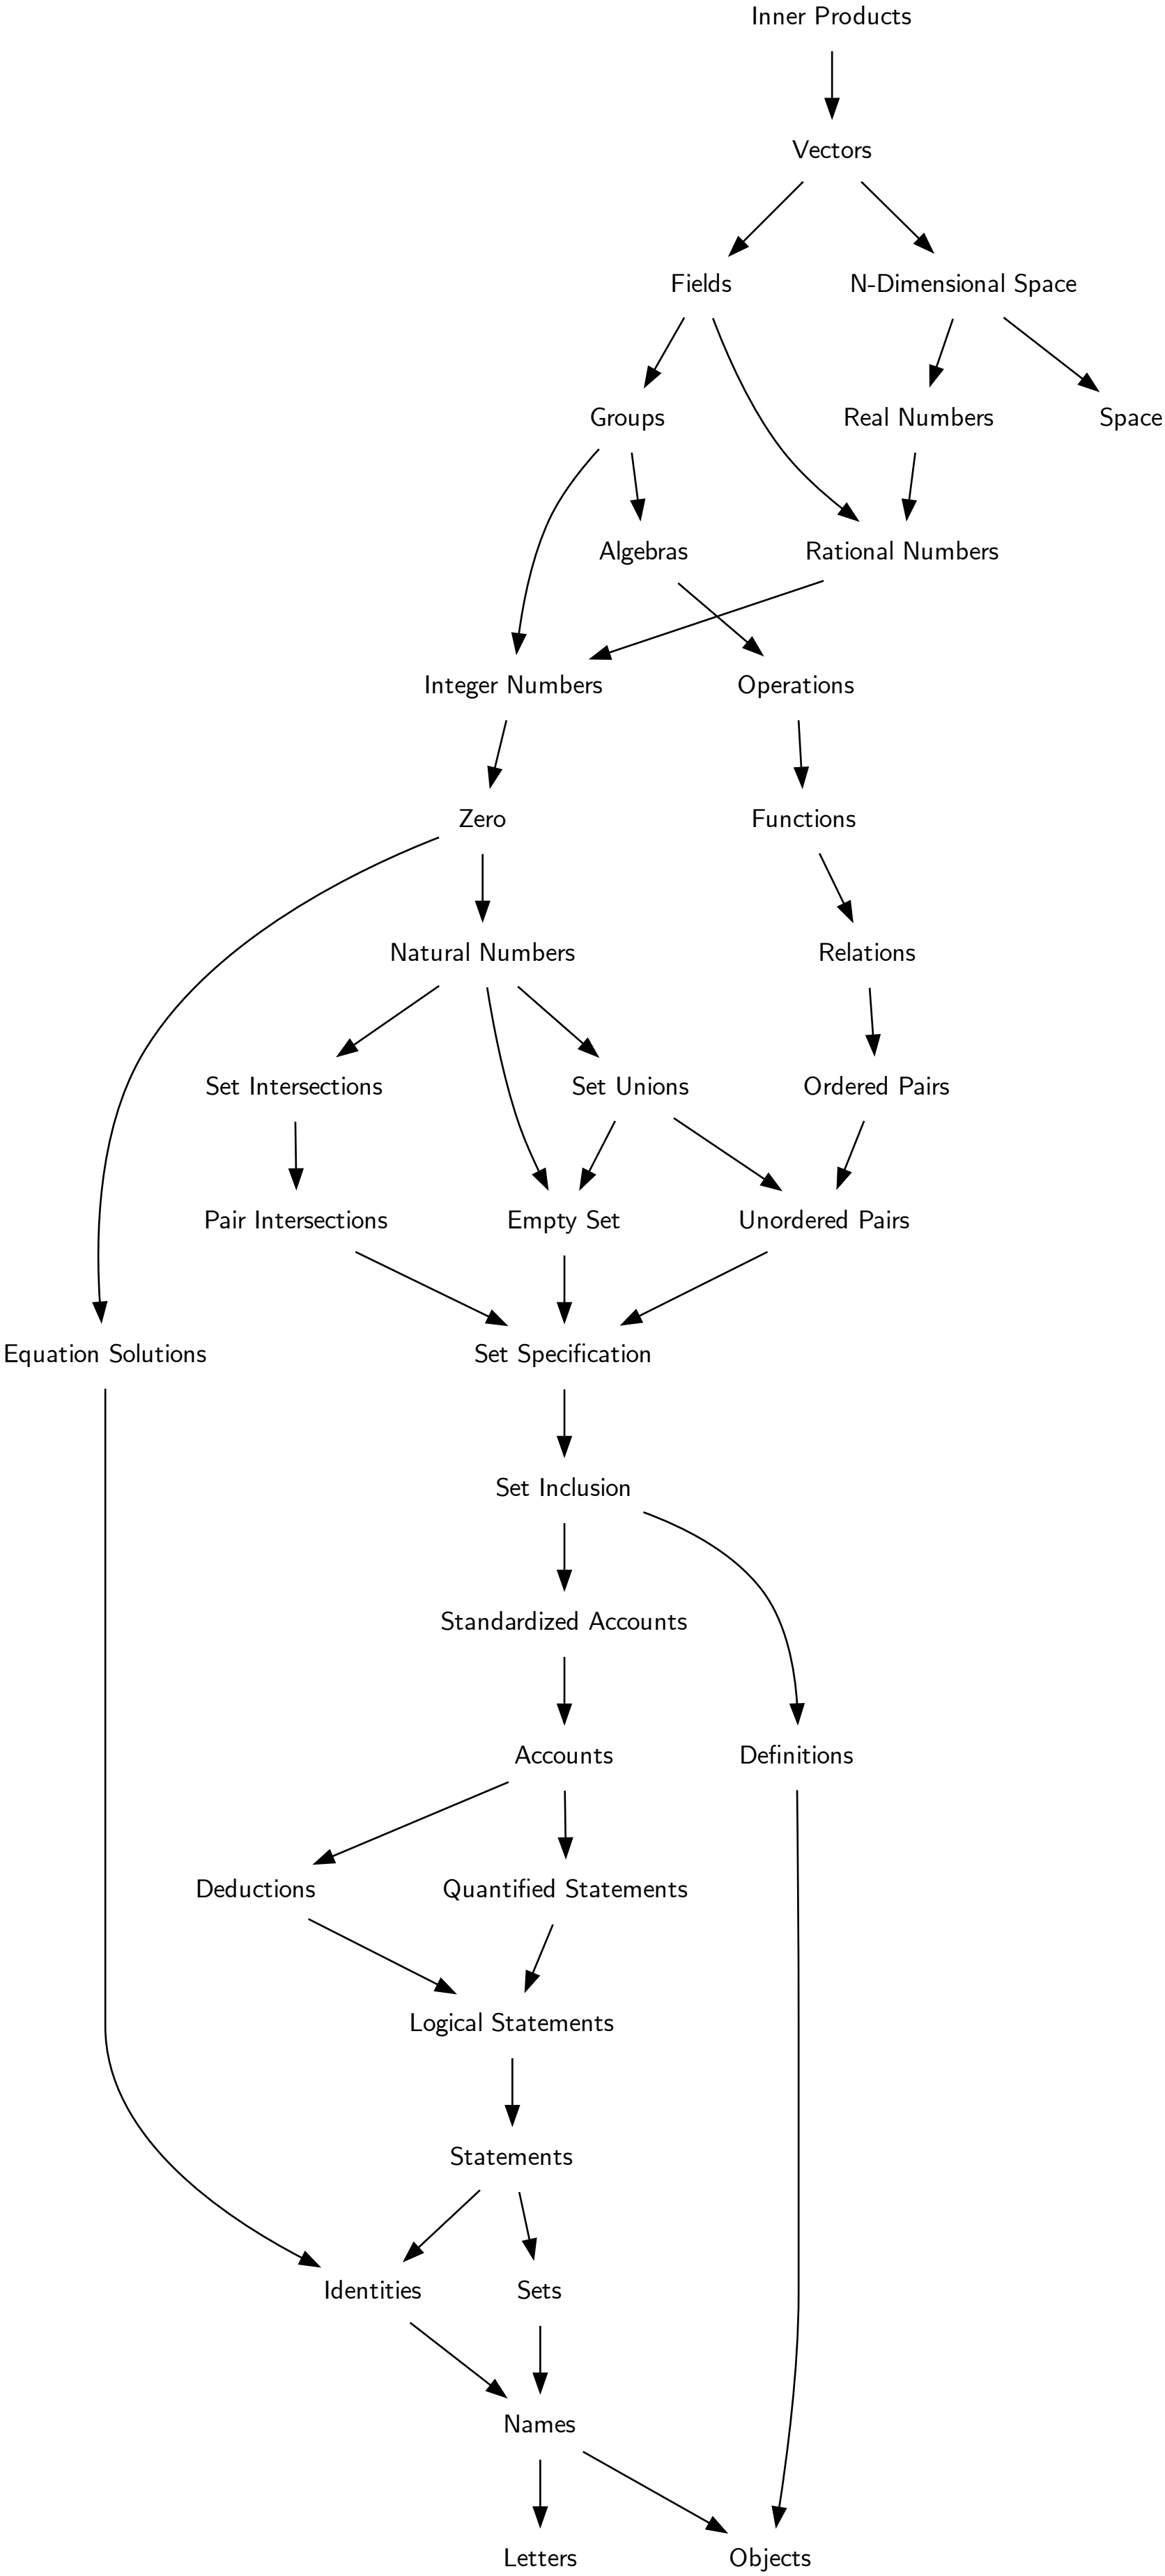 Inner Products
Vectors
Fields
N-Dimensional Space
Groups
Real Numbers
Space
Algebras
Rational Numbers
Integer Numbers
Operations
Zero
Functions
Natural Numbers
Relations
Set Intersections
Set Unions
Ordered Pairs
Pair Intersections
Empty Set
Unordered Pairs
Equation Solutions
Set Specification
Set Inclusion
Standardized Accounts
Accounts
Definitions
Deductions
Quantified Statements
Logical Statements
Statements
Identities
Sets
Names
Letters
Objects